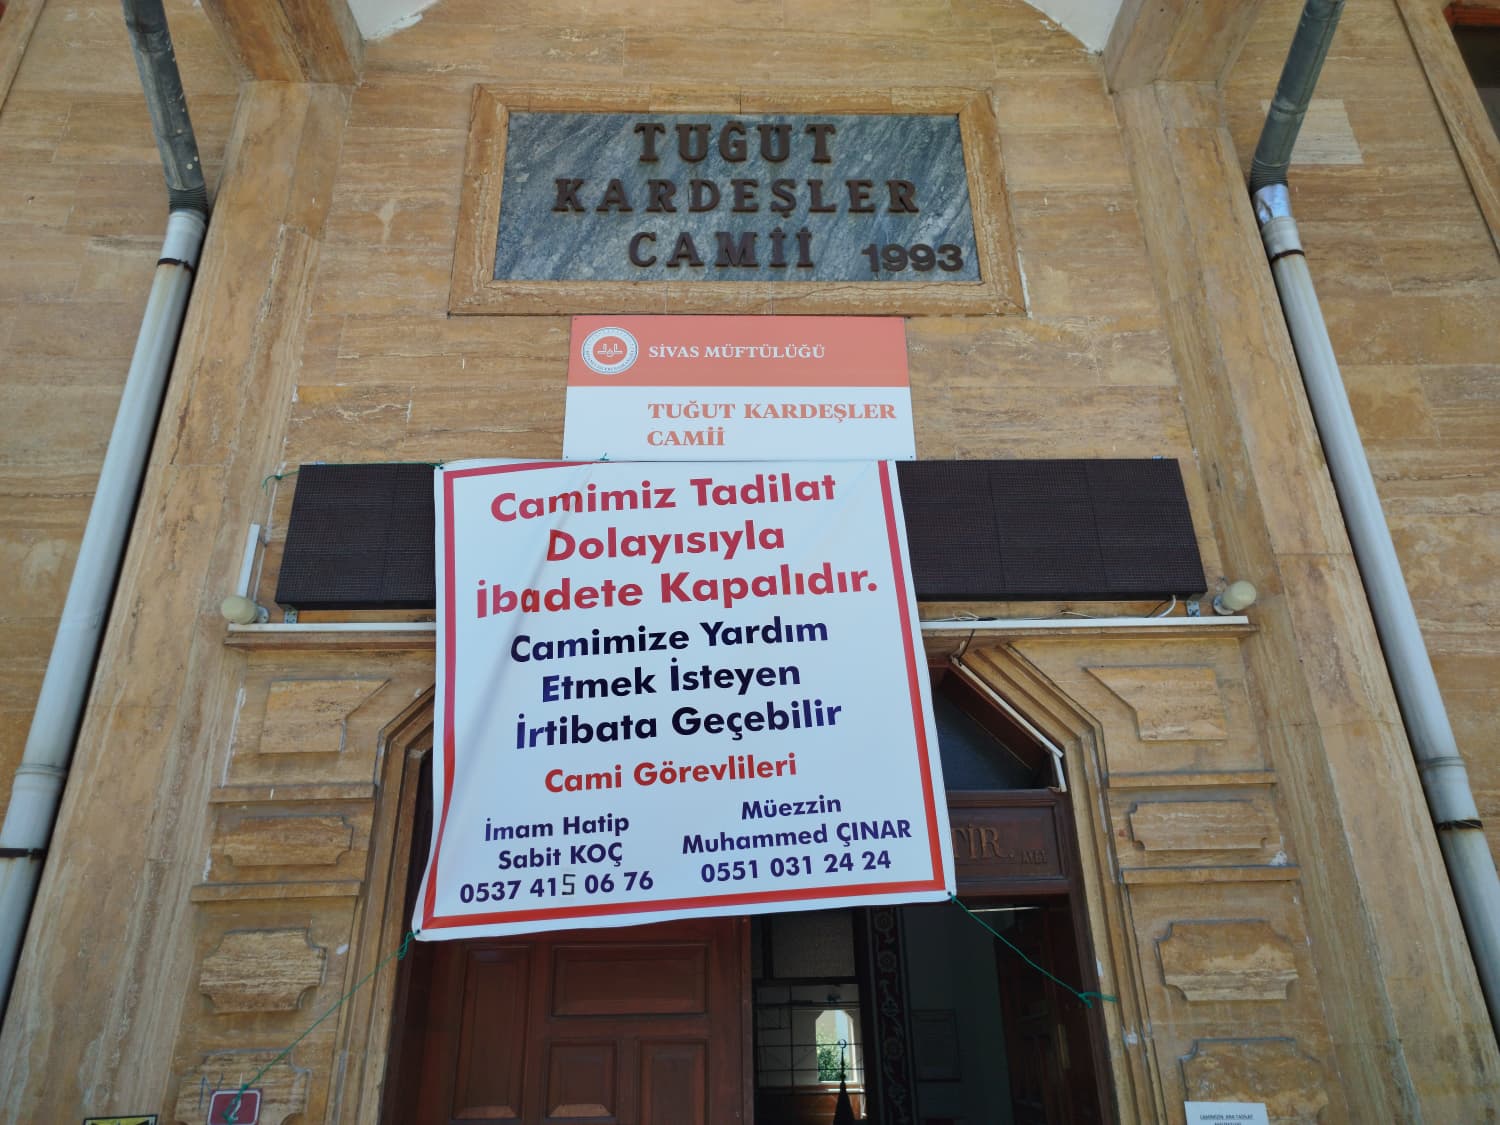 TUĞUT
KARDEŞLER
CAMİİ 1993
SİVAS MÜFTÜLÜĞÜ
TUĞUT KARDEŞLER
CAMİİ
Camimiz Tadilat
Dolayısıyla
İbadete Kapalıdır.
Camimize Yardım
Etmek İsteyen
İrtibata Geçebilir
Cami Görevlileri
İmam Hatip
Sabit KOÇ
0537 415 06 76
Müezzin
Muhammed ÇINAR
0551 031 24 24
2